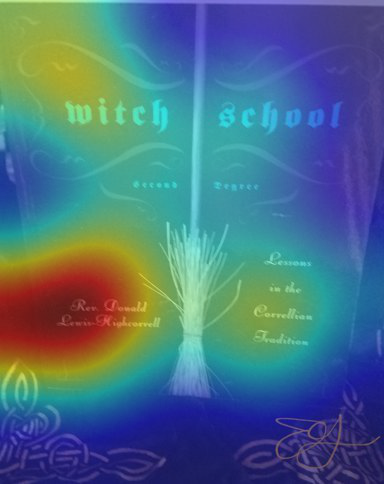 witch school
Second Degree
Lessons
in the
Correllian
Tradition
Rev. Donald
Lewis-Highcorrell